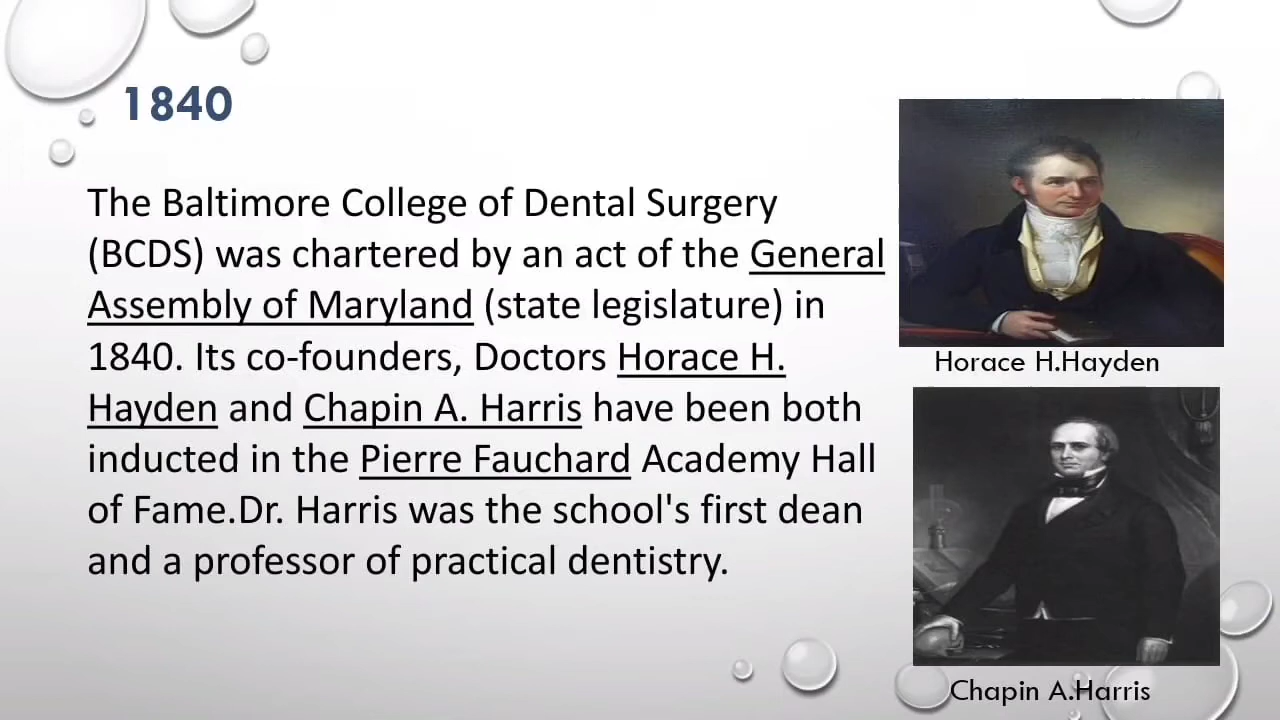 1840
The Baltimore College of Dental Surgery
(BCDS) was chartered by an act of the General
Assembly of Maryland (state legislature) in
1840. Its co-founders, Doctors Horace H.
Hayden and Chapin A. Harris have been both
inducted in the Pierre Fauchard Academy Hall
of Fame.Dr. Harris was the school's first dean
and a professor of practical dentistry.
Horace H.Hayden
Chapin A.Harris